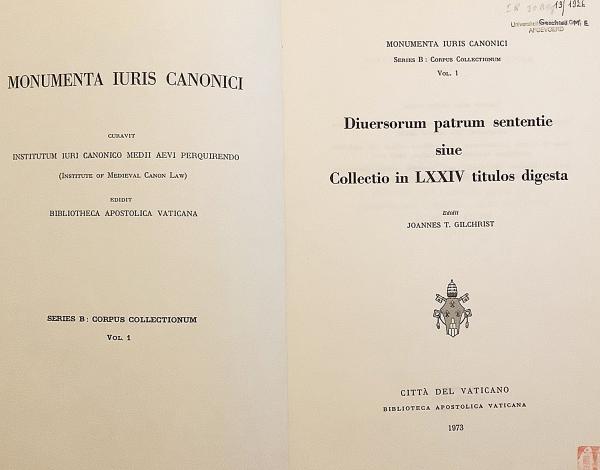 MONUMENTA IURIS CANONICI
CURAVIT
INSTITUTUM IURI CANONICO MEDII AEVI PERQUIRENDO
(INSTITUTE OF MEDIEVAL CANON LAW)
EDIDIT
BIBLIOTHECA APOSTOLICA VATICANA
SERIES B: CORPUS COLLECTIONUM
VOL. 1
13/1926
AFGEVOERD
MONUMENTA IURIS CANONICI
SERIES B: CORPUS COLLECTIONUM
VOL. 1
Diuersorum patrum sententie
siue
Collectio in LXXIV titulos digesta
Edidit
JOANNES T. GILCHRIST
CITTÀ DEL VATICANO
BIBLIOTECA APOSTOLICA VATICANA
1973